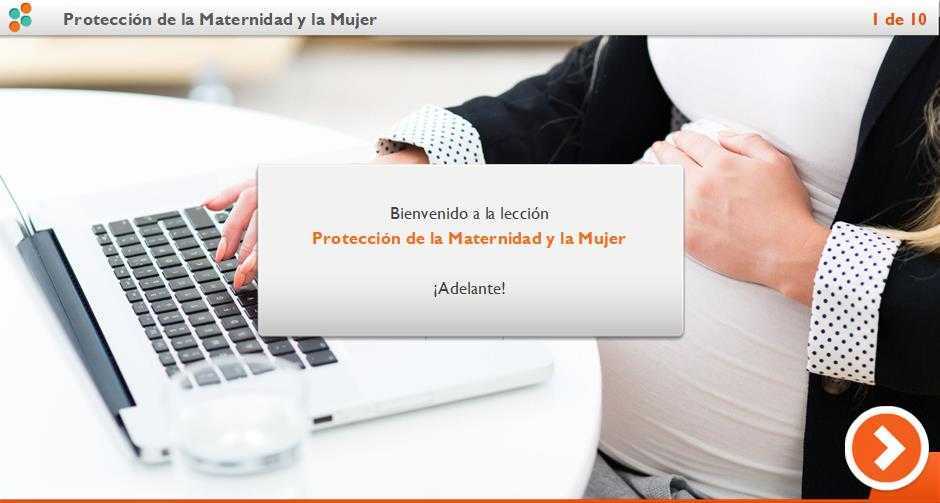 Protección de la Maternidad y la Mujer
1 de 10
Bienvenido a la lección
Protección de la Maternidad y la Mujer
¡Adelante!